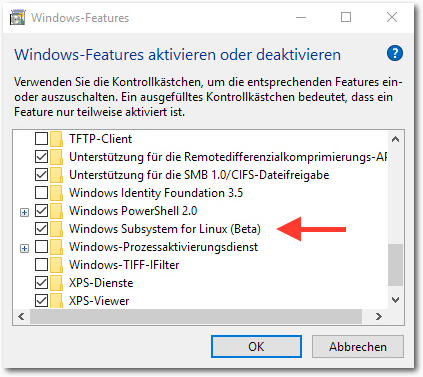 Windows-Features
Windows-Features aktivieren oder deaktivieren
?
Verwenden Sie die Kontrollkästchen, um die entsprechenden Features ein-
oder auszuschalten. Ein ausgefülltes Kontrollkästchen bedeutet, dass ein
Feature nur teilweise aktiviert ist.
TFTP-Client
Unterstützung für die Remotedifferenzialkomprimierungs-AP
Unterstützung für die SMB 1.0/CIFS-Dateifreigabe
Windows Identity Foundation 3.5
Windows PowerShell 2.0
Windows Subsystem for Linux (Beta)
Windows-Prozessaktivierungsdienst
Windows-TIFF-IFilter
XPS-Dienste
XPS-Viewer
OK
Abbrechen